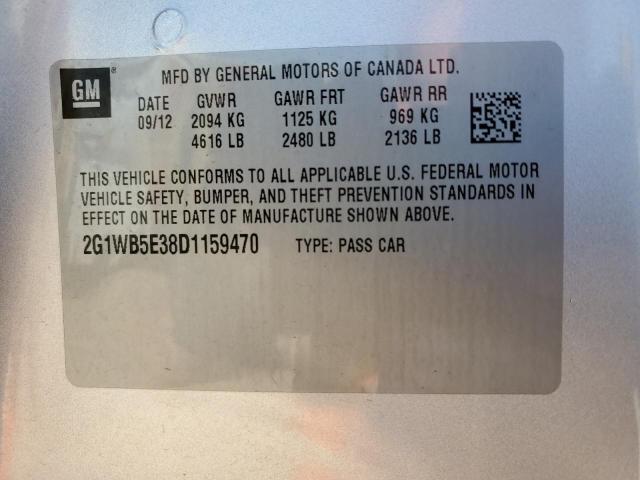 GM ®
MFD BY GENERAL MOTORS OF CANADA LTD.
DATE GVWR GAWR FRT GAWR RR
09/12 2094 KG 1125 KG 969 KG
4616 LB 2480 LB 2136 LB
THIS VEHICLE CONFORMS TO ALL APPLICABLE U.S. FEDERAL MOTOR
VEHICLE SAFETY, BUMPER, AND THEFT PREVENTION STANDARDS IN
EFFECT ON THE DATE OF MANUFACTURE SHOWN ABOVE.
2G1WB5E38D1159470 TYPE: PASS CAR